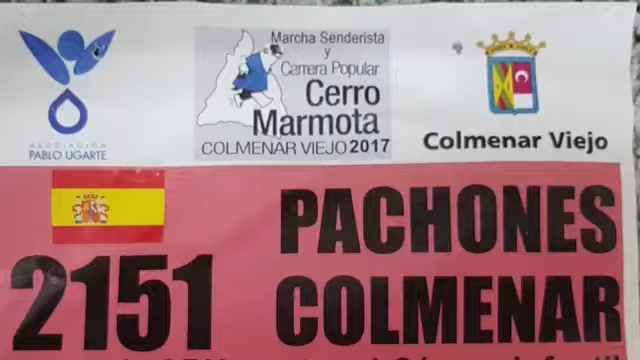 Marcha Senderista
y
Carrera Popular
Cerro
Marmota
COLMENAR VIEJO 2017
ASOCIACIÓN
PABLO UGARTE
Colmenar Viejo
PACHONES
2151 COLMENAR